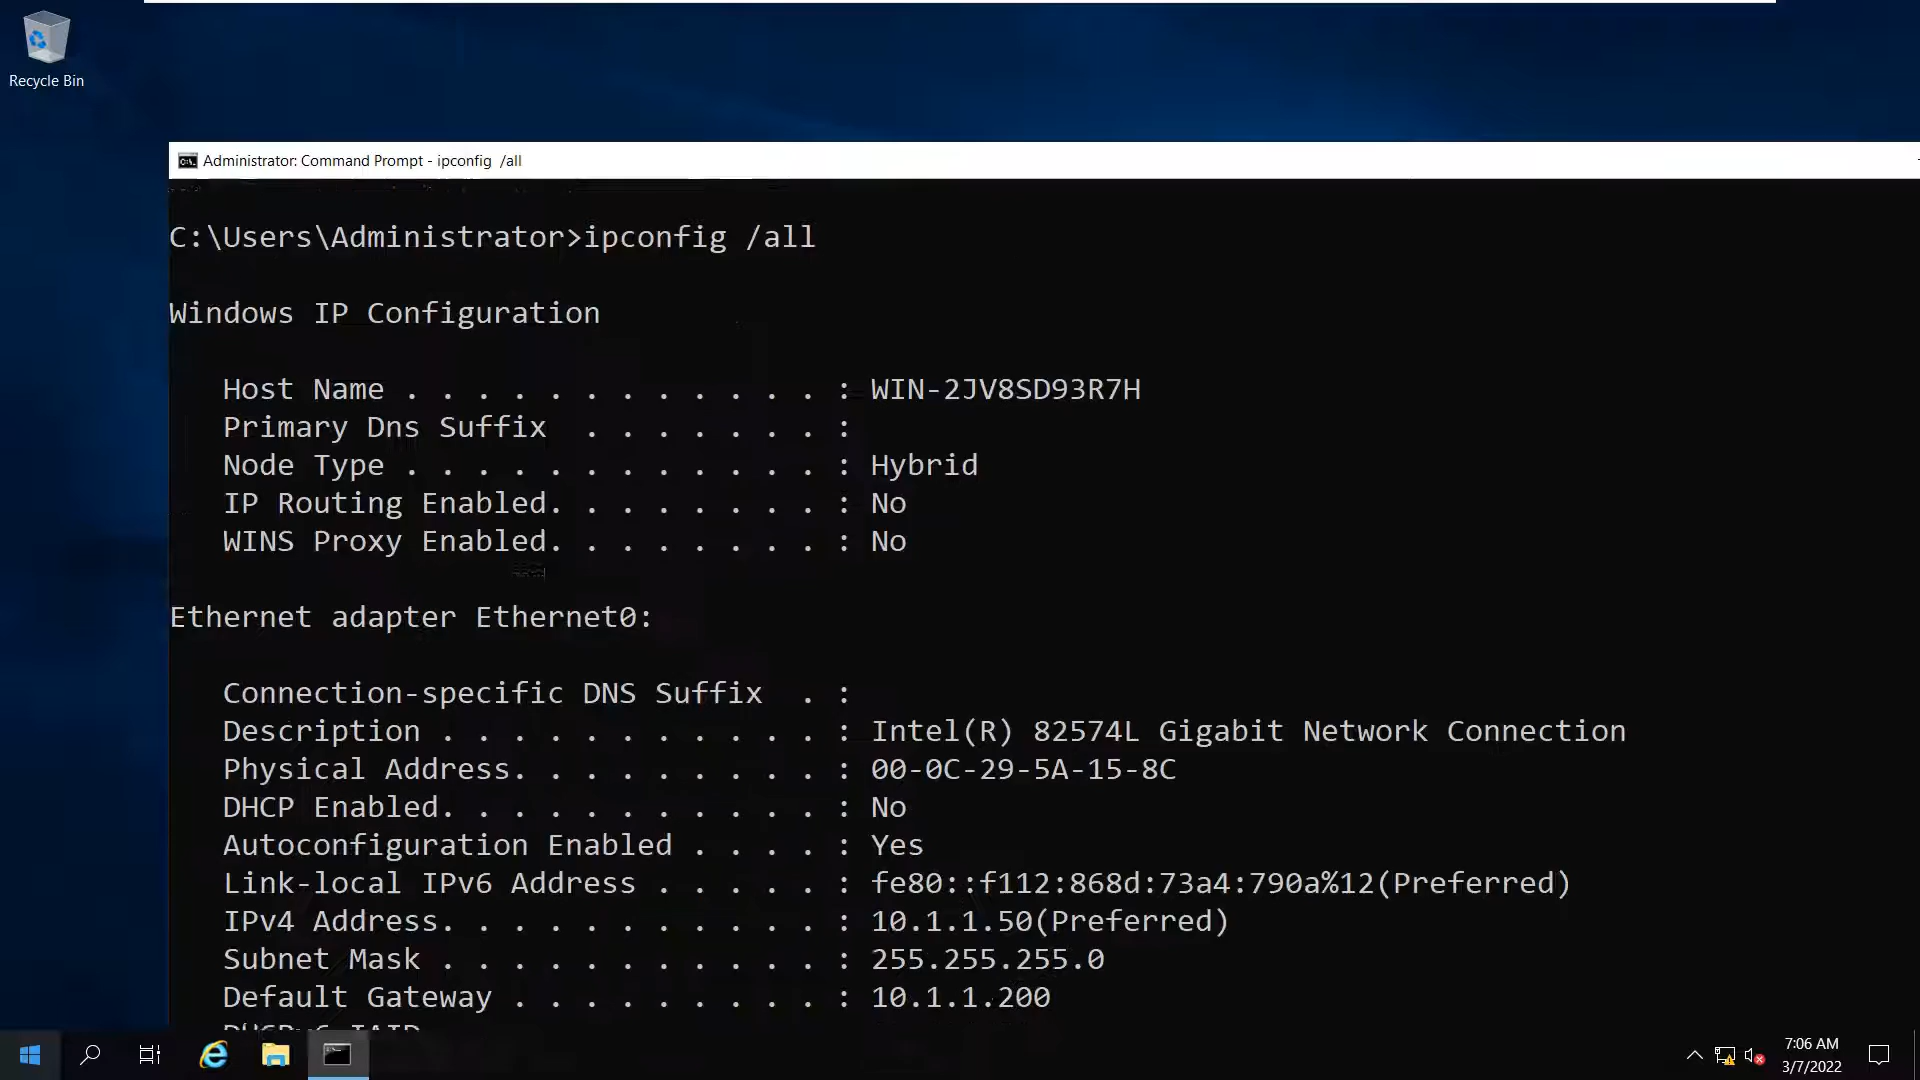 Recycle Bin
Administrator: Command Prompt - ipconfig  /all
C:\Users\Administrator>ipconfig /all
Windows IP Configuration
Host Name . . . . . . . . . . . . : WIN-2JV8SD93R7H
Primary Dns Suffix  . . . . . . . :
Node Type . . . . . . . . . . . . : Hybrid
IP Routing Enabled. . . . . . . . : No
WINS Proxy Enabled. . . . . . . . : No
Ethernet adapter Ethernet0:
Connection-specific DNS Suffix  . :
Description . . . . . . . . . . . : Intel(R) 82574L Gigabit Network Connection
Physical Address. . . . . . . . . : 00-0C-29-5A-15-8C
DHCP Enabled. . . . . . . . . . . : No
Autoconfiguration Enabled . . . . : Yes
Link-local IPv6 Address . . . . . : fe80::f112:868d:73a4:790a%12(Preferred)
IPv4 Address. . . . . . . . . . . : 10.1.1.50(Preferred)
Subnet Mask . . . . . . . . . . . : 255.255.255.0
Default Gateway . . . . . . . . . : 10.1.1.200
7:06 AM
3/7/2022